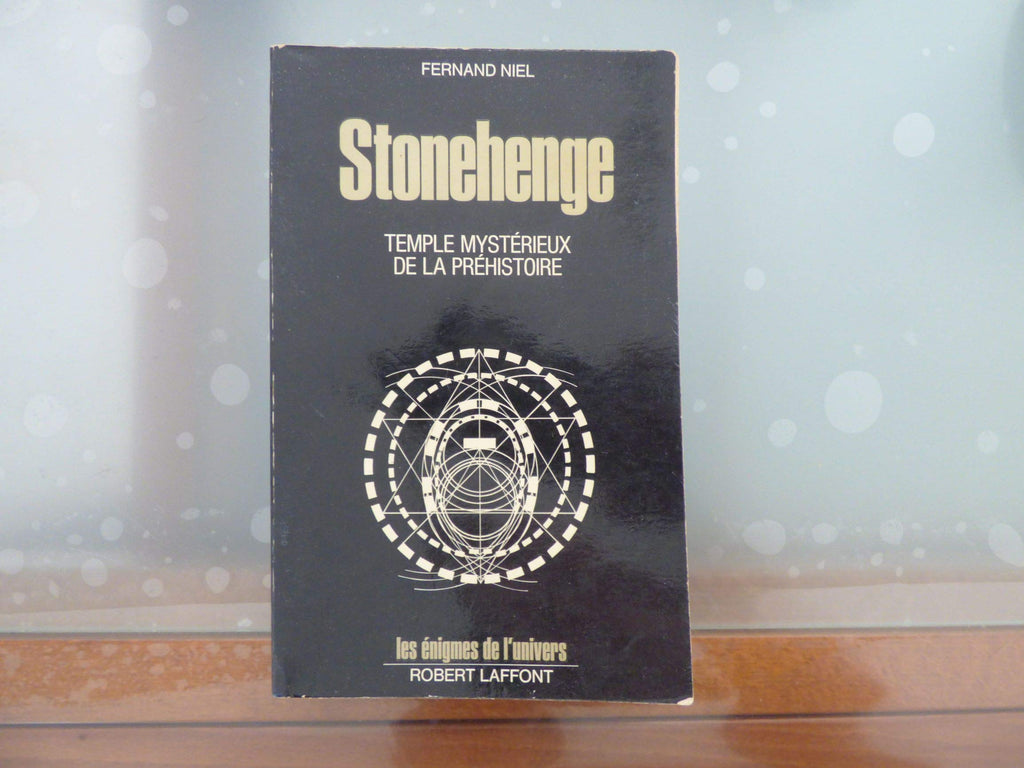 FERNAND NIEL
Stonehenge
TEMPLE MYSTÉRIEUX
DE LA PRÉHISTOIRE
les énigmes de l'univers
ROBERT LAFFONT